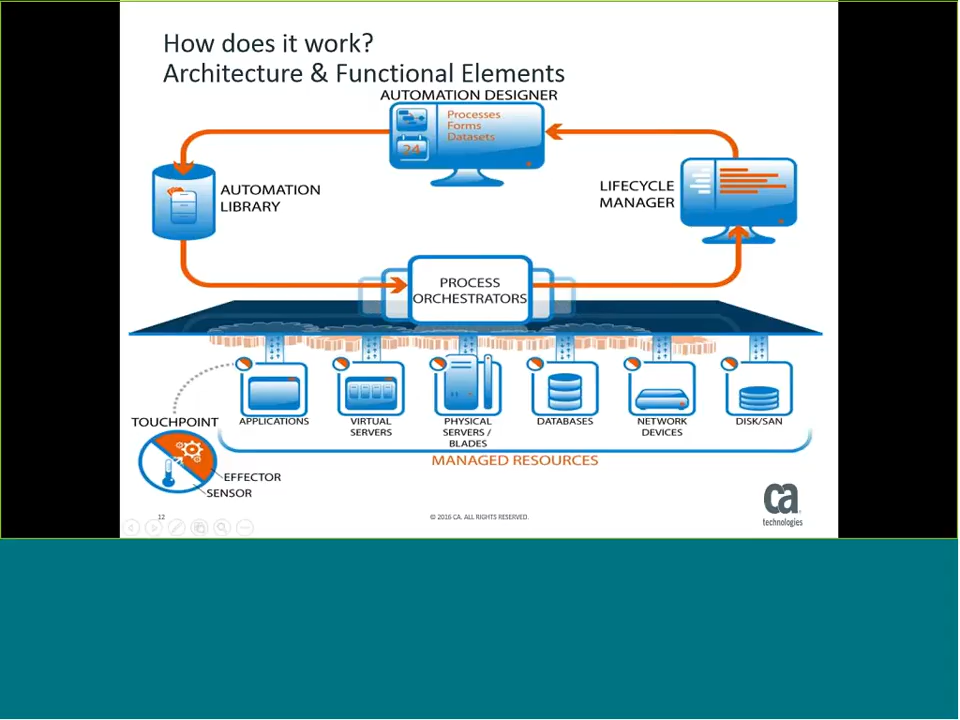 How does it work?
Architecture & Functional Elements
AUTOMATION DESIGNER
Processes
Forms
Datasets
24
AUTOMATION
LIBRARY
LIFECYCLE
MANAGER
PROCESS
ORCHESTRATORS
APPLICATIONS
VIRTUAL
SERVERS
PHYSICAL
SERVERS /
BLADES
DATABASES
NETWORK
DEVICES
DISK/SAN
TOUCHPOINT
MANAGED RESOURCES
EFFECTOR
SENSOR
12
© 2016 CA. ALL RIGHTS RESERVED.
ca
technologies